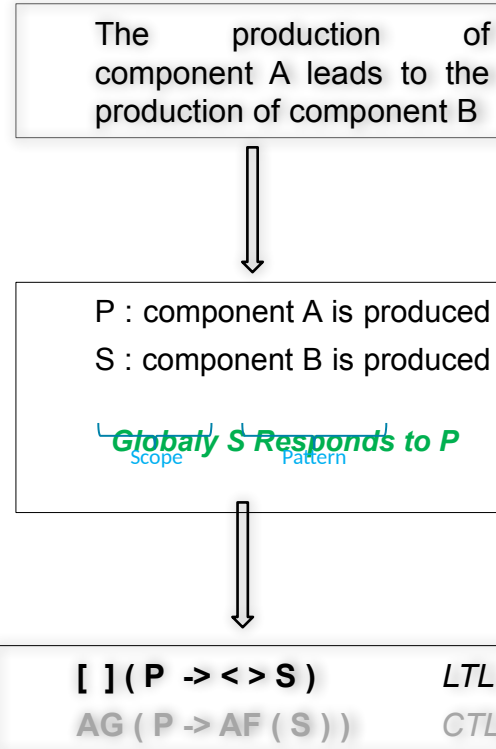 The production of
component A leads to the
production of component B
P : component A is produced
S : component B is produced
Globaly S Responds to P
Scope Pattern
[ ] ( P -> < > S ) LTL
AG ( P -> AF ( S ) ) CTL